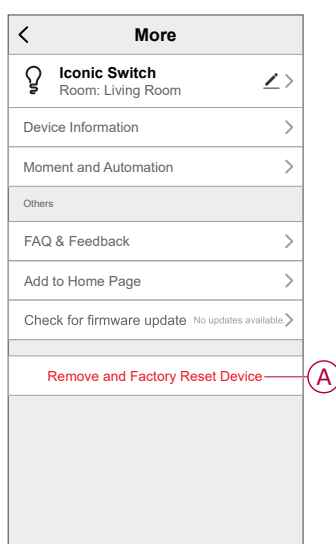 More
Iconic Switch
Room: Living Room
Device Information
Moment and Automation
Others
FAQ & Feedback
Add to Home Page
Check for firmware update No updates available.
Remove and Factory Reset Device
A